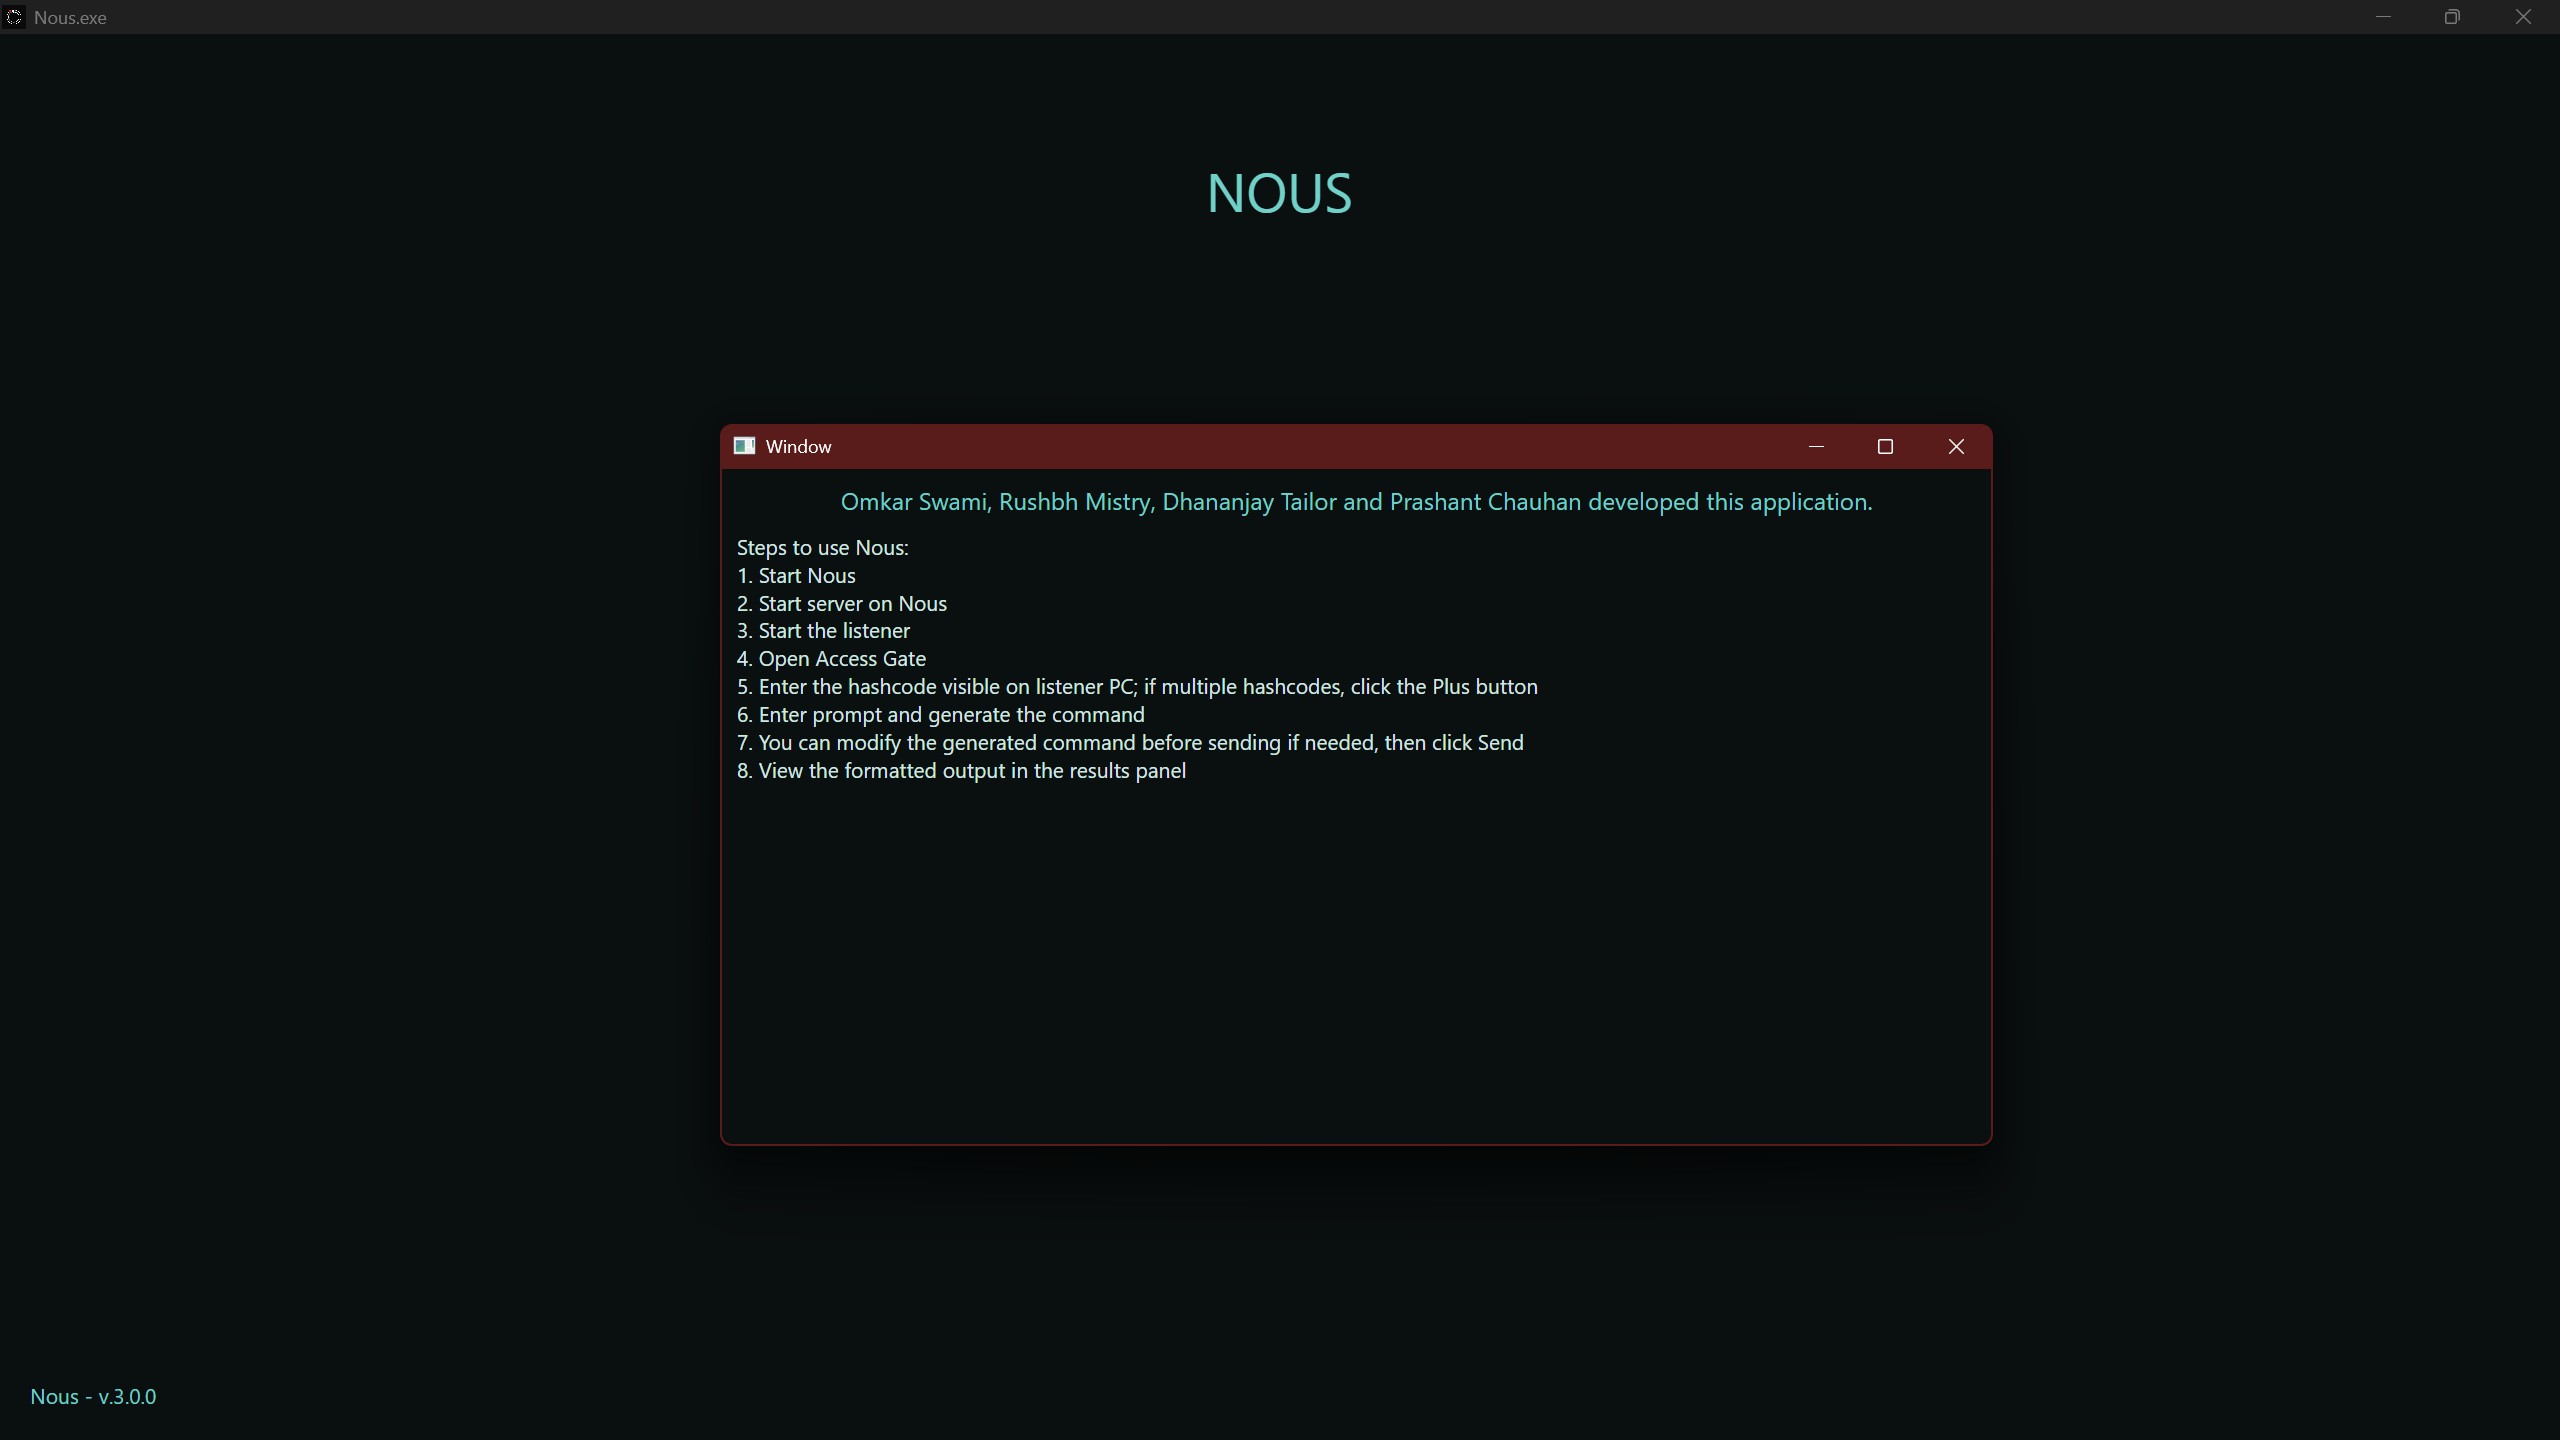 Nous.exe
NOUS
Window
Omkar Swami, Rushbh Mistry, Dhananjay Tailor and Prashant Chauhan developed this application.
Steps to use Nous:
1. Start Nous
2. Start server on Nous
3. Start the listener
4. Open Access Gate
5. Enter the hashcode visible on listener PC; if multiple hashcodes, click the Plus button
6. Enter prompt and generate the command
7. You can modify the generated command before sending if needed, then click Send
8. View the formatted output in the results panel
Nous - v.3.0.0